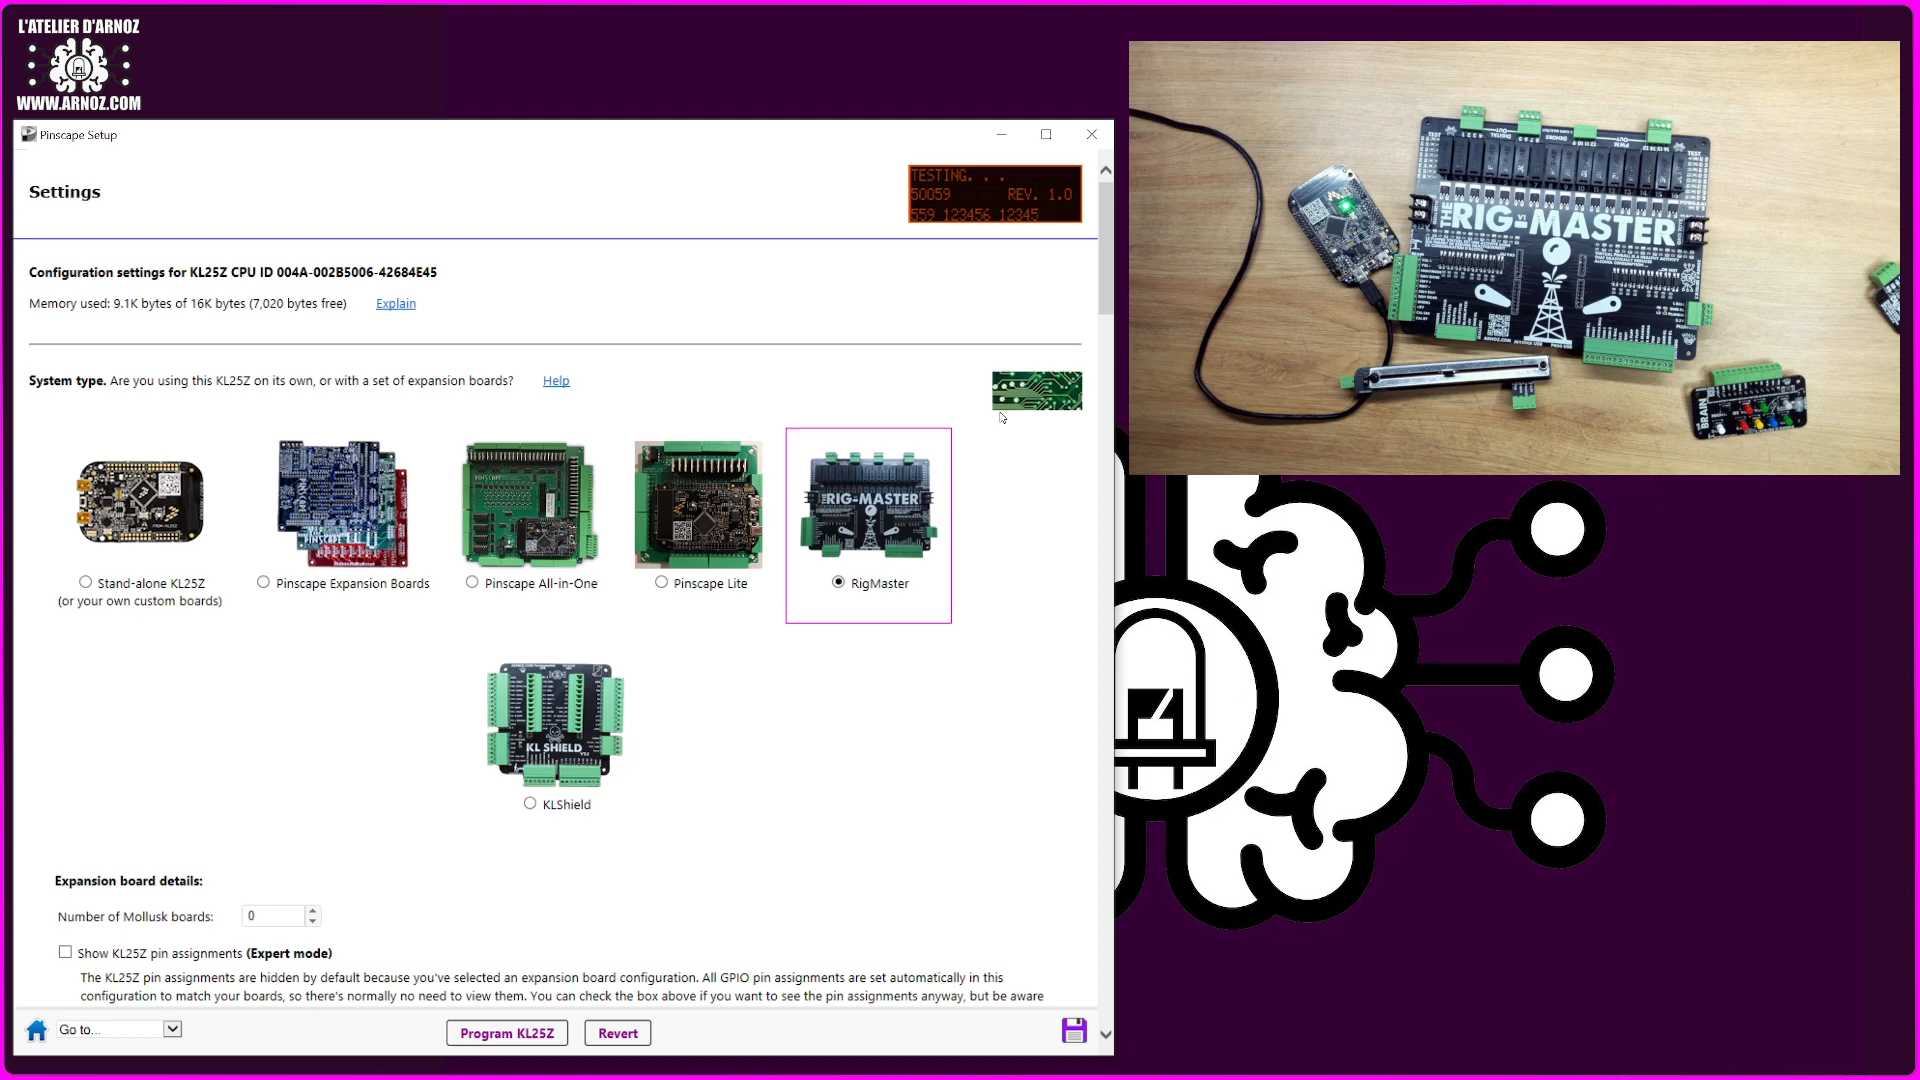 L'ATELIER D'ARNOZ
WWW.ARNOZ.COM
Pinscape Setup
Settings
TESTING. . .
50059 REV. 1.0
559 123456 12345
Configuration settings for KL25Z CPU ID 004A-002B5006-42684E45
Memory used: 9.1K bytes of 16K bytes (7,020 bytes free) Explain
System type. Are you using this KL25Z on its own, or with a set of expansion boards? Help
RIG-MASTER
Stand-alone KL25Z
(or your own custom boards)
Pinscape Expansion Boards
Pinscape All-in-One
Pinscape Lite
RigMaster
KL SHIELD
KLShield
Expansion board details:
Number of Mollusk boards: 0
Show KL25Z pin assignments (Expert mode)
The KL25Z pin assignments are hidden by default because you've selected an expansion board configuration. All GPIO pin assignments are set automatically in this
configuration to match your boards, so there's normally no need to view them. You can check the box above if you want to see the pin assignments anyway, but be aware
Go to...
Program KL25Z
Revert
TEST
TEST
THE RIG-MASTER
BRAIN